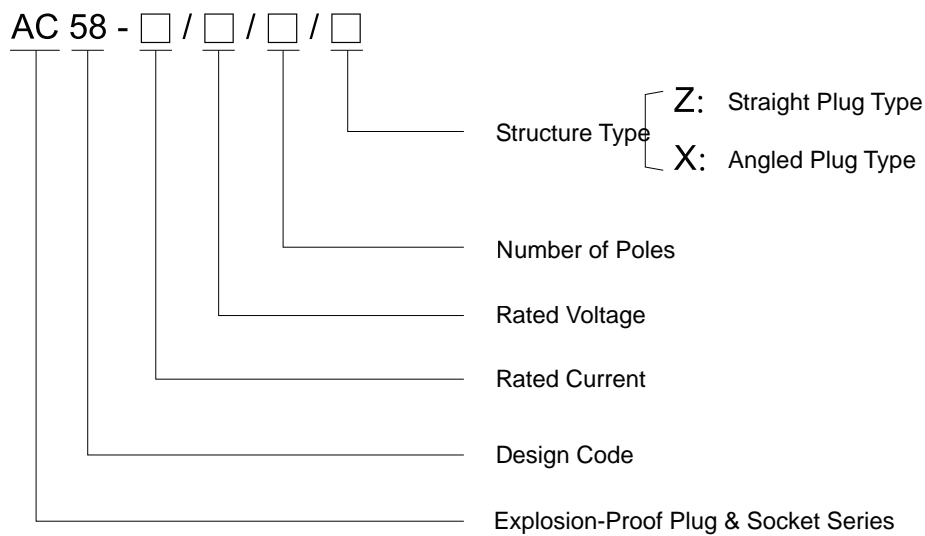 AC 58 - □ / □ / □ / □
Z: Straight Plug Type
Structure Type
X: Angled Plug Type
Number of Poles
Rated Voltage
Rated Current
Design Code
Explosion-Proof Plug & Socket Series